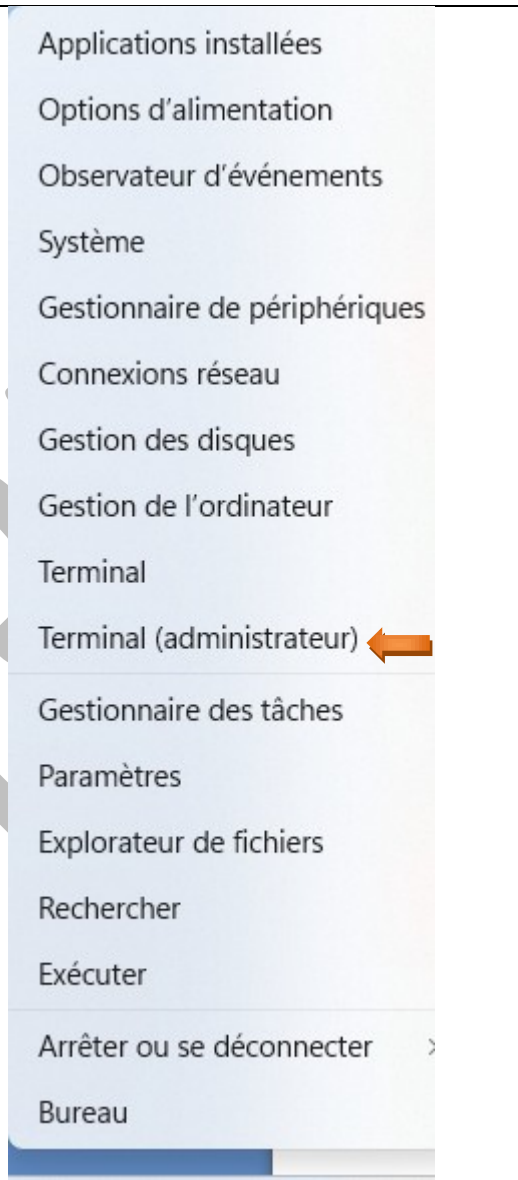 Applications installées
Options d’alimentation
Observateur d’événements
Système
Gestionnaire de périphériques
Connexions réseau
Gestion des disques
Gestion de l’ordinateur
Terminal
Terminal (administrateur)
Gestionnaire des tâches
Paramètres
Explorateur de fichiers
Rechercher
Exécuter
Arrêter ou se déconnecter
Bureau